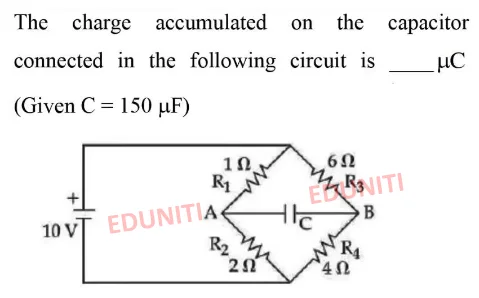 The charge accumulated on the capacitor
connected in the following circuit is ____ μC
(Given C = 150 μF)
1 Ω
R1
6 Ω
R3
EDUNITI
+
10 V
EDUNITI
A
C
B
R2
2 Ω
R4
4 Ω